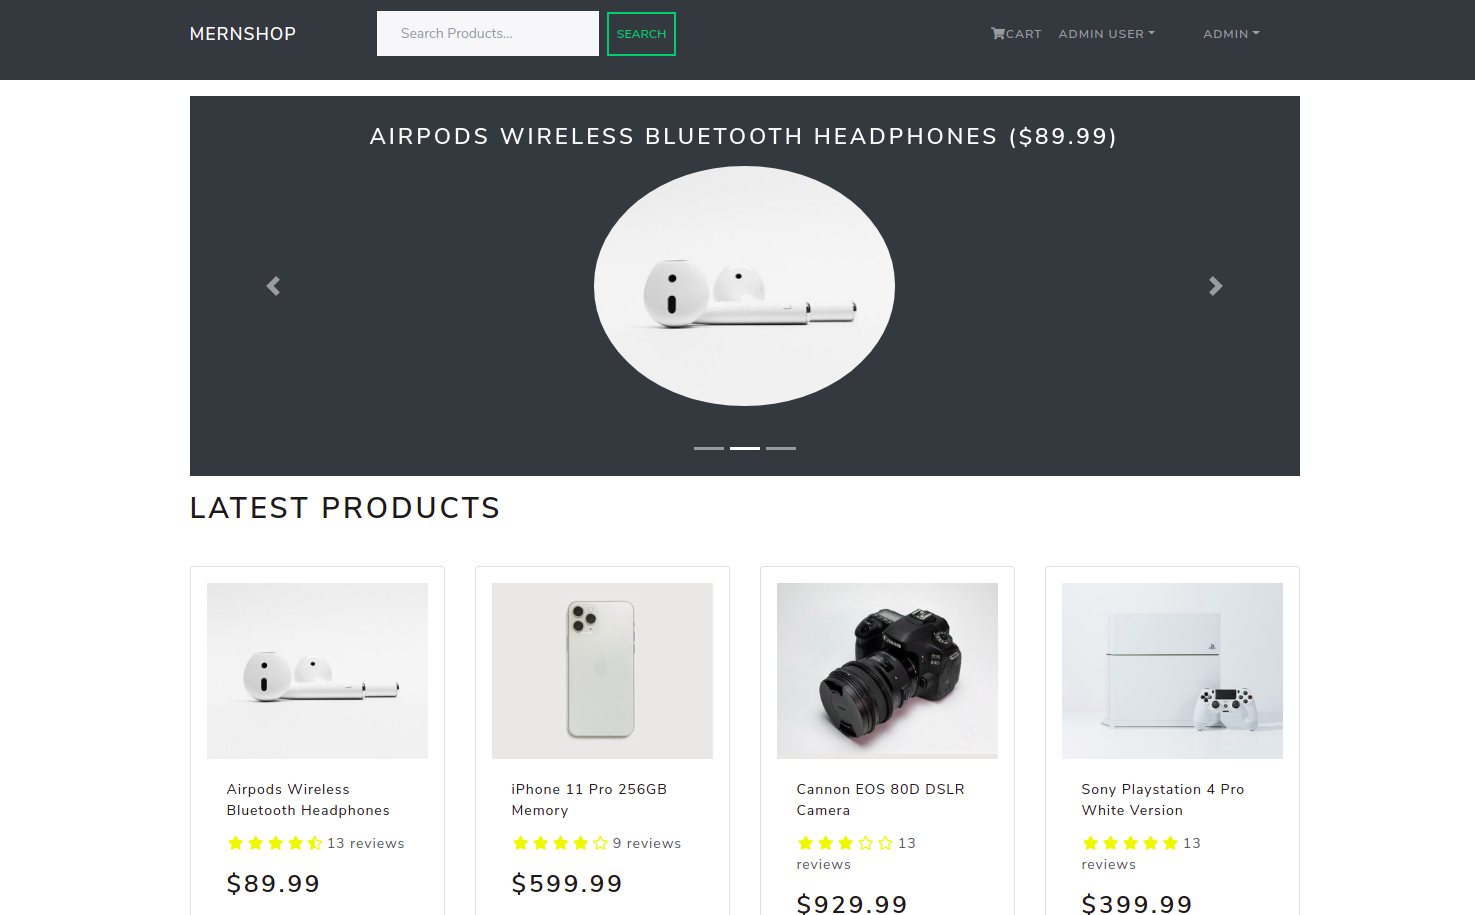 MERNSHOP
Search Products...
SEARCH
CART
ADMIN USER
ADMIN
AIRPODS WIRELESS BLUETOOTH HEADPHONES ($89.99)
LATEST PRODUCTS
Airpods Wireless
Bluetooth Headphones
13 reviews
$89.99
iPhone 11 Pro 256GB
Memory
9 reviews
$599.99
Cannon EOS 80D DSLR
Camera
13
reviews
$929.99
Sony Playstation 4 Pro
White Version
13
reviews
$399.99